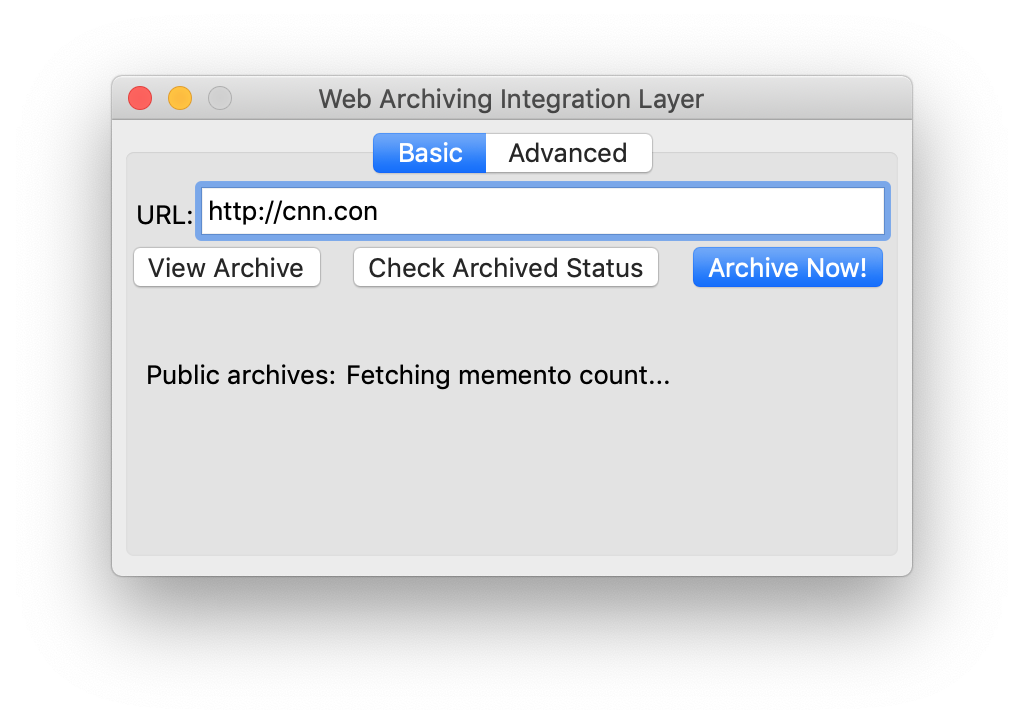 Web Archiving Integration Layer
Basic Advanced
URL: http://cnn.con
View Archive Check Archived Status Archive Now!
Public archives: Fetching memento count...